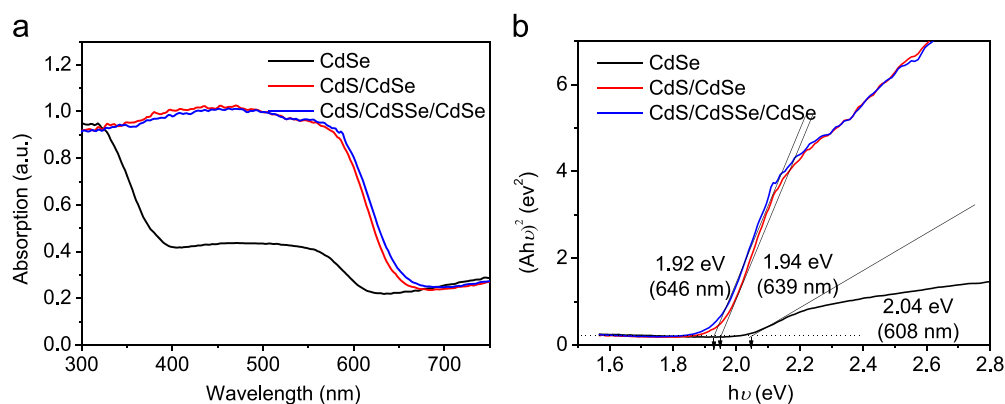 a
CdSe
CdS/CdSe
CdS/CdSSe/CdSe
1.2
1.0
0.8
0.6
0.4
0.2
0.0
300 400 500 600 700
Absorption (a.u.)
Wavelength (nm)
b
CdSe
CdS/CdSe
CdS/CdSSe/CdSe
6
4
2
0
1.6 1.8 2.0 2.2 2.4 2.6 2.8
(Ahυ)² (ev²)
hυ (eV)
1.92 eV
(646 nm)
1.94 eV
(639 nm)
2.04 eV
(608 nm)